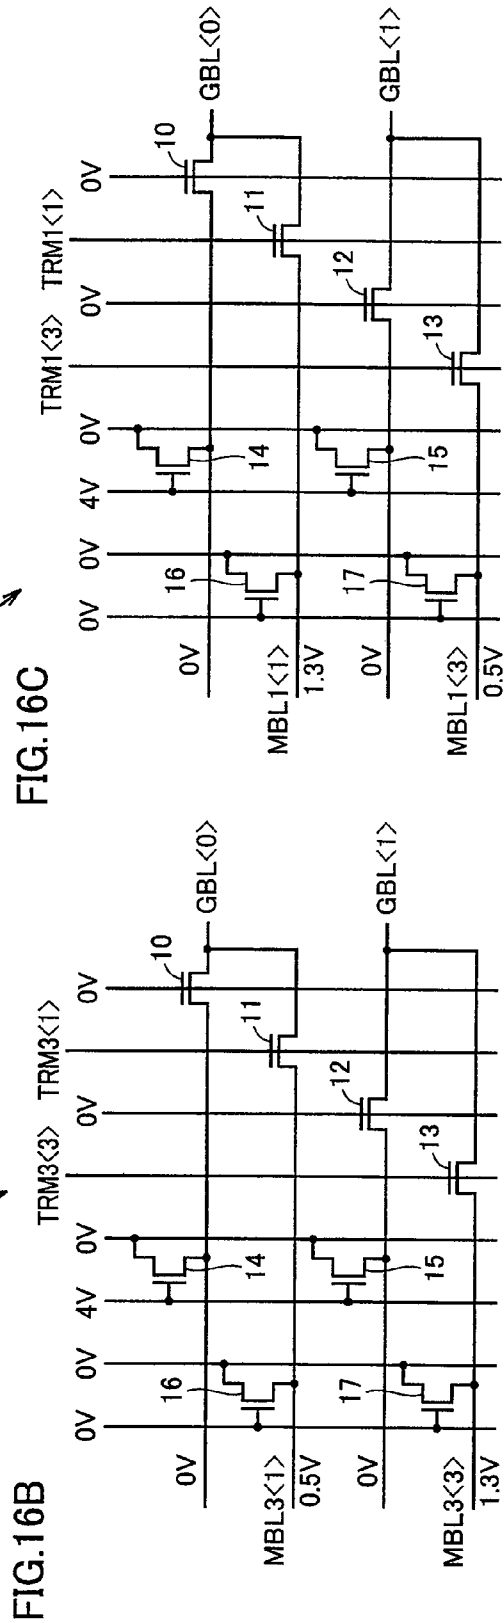 FIG.16B
TRM3<3>
TRM3<1>
0V
0V
4V
0V
0V
0V
10
GBL<0>
11
12
GBL<1>
13
14
15
16
17
0V
MBL3<1>
0.5V
0V
MBL3<3>
1.3V
FIG.16C
TRM1<3>
TRM1<1>
0V
0V
4V
0V
0V
0V
10
GBL<0>
11
12
GBL<1>
13
14
15
16
17
0V
MBL1<1>
1.3V
0V
MBL1<3>
0.5V